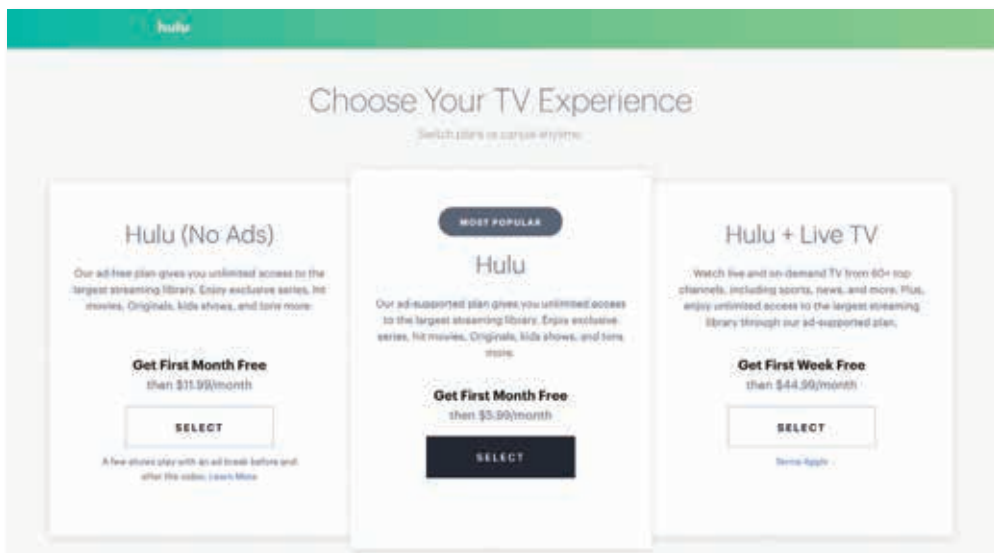 hulu
Choose Your TV Experience
Switch plans or cancel anytime.
Hulu (No Ads)
Our ad-free plan gives you unlimited access to the
largest streaming library. Enjoy exclusive series, hit
movies, Originals, kids shows, and tons more.
Get First Month Free
then $11.99/month
SELECT
A few shows play with an ad break before and
after the video. Learn More
MOST POPULAR
Hulu
Our ad-supported plan gives you unlimited access
to the largest streaming library. Enjoy exclusive
series, hit movies, Originals, kids shows, and tons
more.
Get First Month Free
then $5.99/month
SELECT
Hulu + Live TV
Watch live and on-demand TV from 60+ top
channels, including sports, news, and more. Plus,
enjoy unlimited access to the largest streaming
library through our ad-supported plan.
Get First Week Free
then $44.99/month
SELECT
Terms Apply